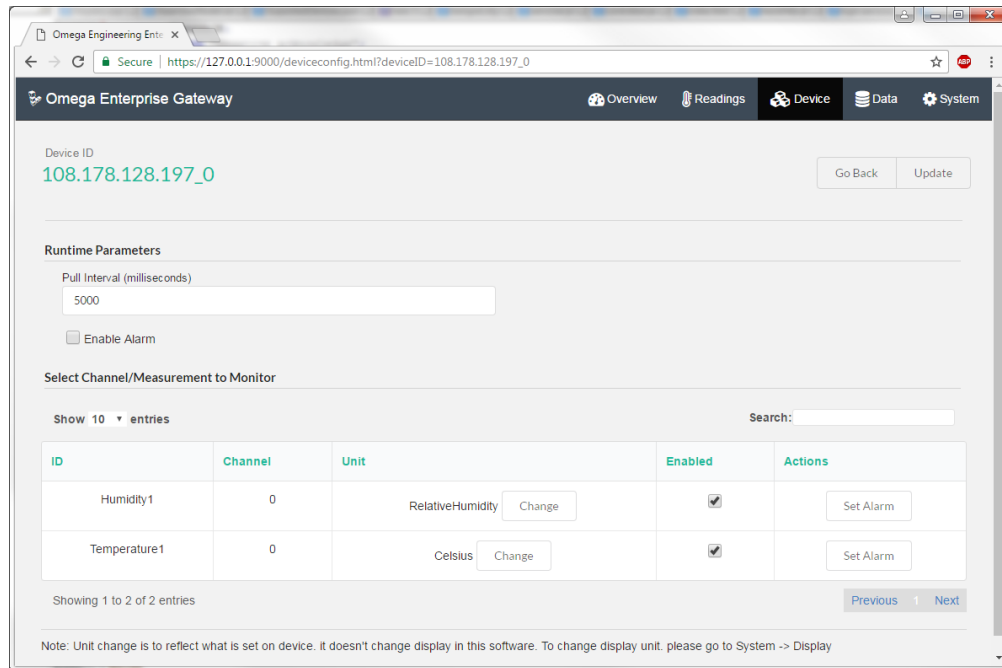 Omega Engineering Ente
Secure | https://127.0.0.1:9000/deviceconfig.html?deviceID=108.178.128.197_0
ABP
Omega Enterprise Gateway Overview Readings Device Data System
Device ID
108.178.128.197_0
Go Back Update
Runtime Parameters
Pull Interval (milliseconds)
5000
Enable Alarm
Select Channel/Measurement to Monitor
Show 10 entries Search:
ID Channel Unit Enabled Actions
Humidity1 0 RelativeHumidity Change Set Alarm
Temperature1 0 Celsius Change Set Alarm
Showing 1 to 2 of 2 entries Previous 1 Next
Note: Unit change is to reflect what is set on device. it doesn't change display in this software. To change display unit. please go to System -> Display